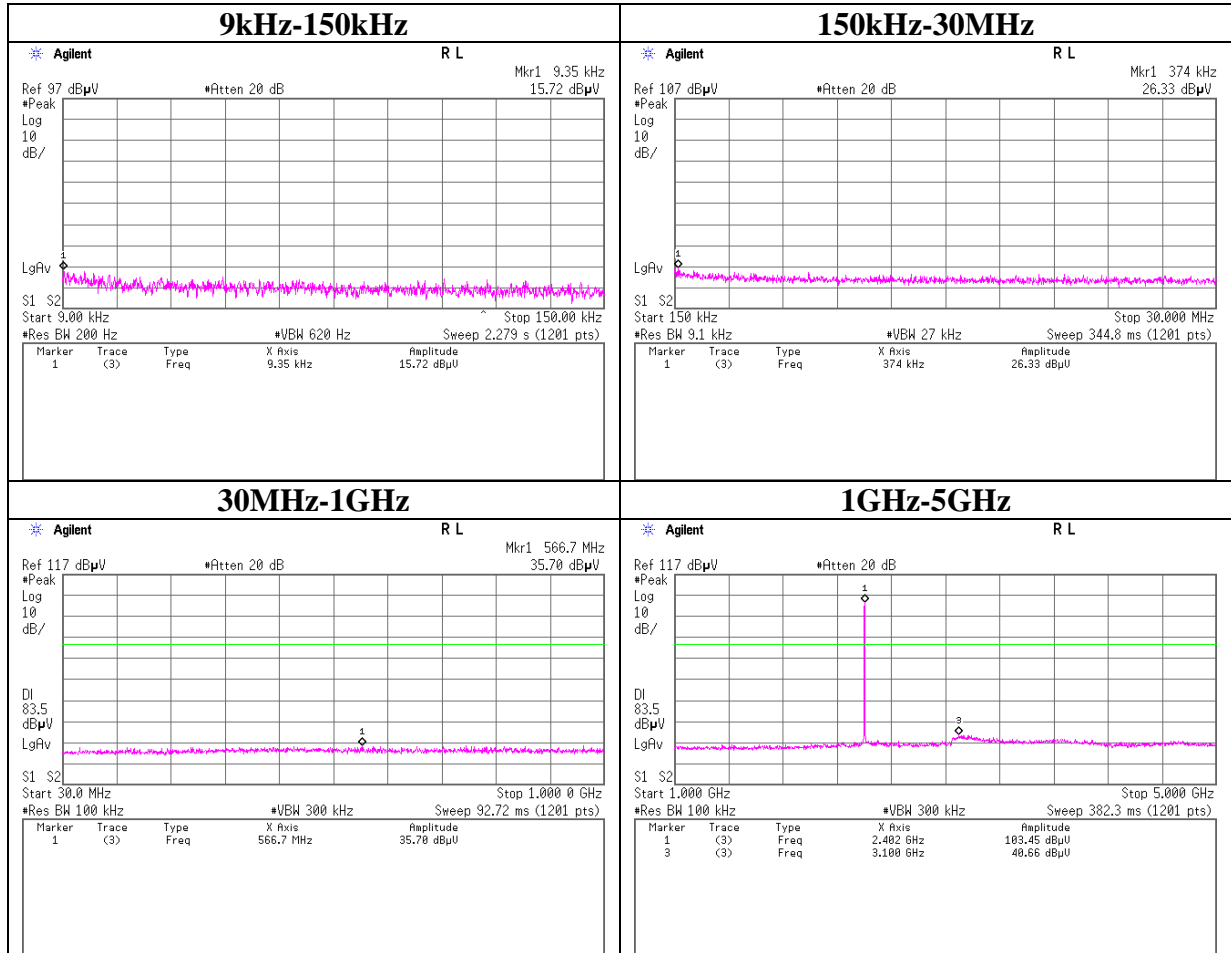 9kHz-150kHz
Agilent R L
Mkr1 9.35 kHz
Ref 97 dBµV #Atten 20 dB 15.72 dBµV
#Peak
Log
10
dB/
1
LgAv
S1 S2
Start 9.00 kHz ^ Stop 150.00 kHz
#Res BW 200 Hz #VBW 620 Hz Sweep 2.279 s (1201 pts)
Marker Trace Type X Axis Amplitude
1 (3) Freq 9.35 kHz 15.72 dBµV
150kHz-30MHz
Agilent R L
Mkr1 374 kHz
Ref 107 dBµV #Atten 20 dB 26.33 dBµV
#Peak
Log
10
dB/
1
LgAv
S1 S2
Start 150 kHz Stop 30.000 MHz
#Res BW 9.1 kHz #VBW 27 kHz Sweep 344.8 ms (1201 pts)
Marker Trace Type X Axis Amplitude
1 (3) Freq 374 kHz 26.33 dBµV
30MHz-1GHz
Agilent R L
Mkr1 566.7 MHz
Ref 117 dBµV #Atten 20 dB 35.70 dBµV
#Peak
Log
10
dB/
DI
83.5
dBµV
1
LgAv
S1 S2
Start 30.0 MHz Stop 1.000 0 GHz
#Res BW 100 kHz #VBW 300 kHz Sweep 92.72 ms (1201 pts)
Marker Trace Type X Axis Amplitude
1 (3) Freq 566.7 MHz 35.70 dBµV
1GHz-5GHz
Agilent R L
Ref 117 dBµV #Atten 20 dB
#Peak
1
Log
10
dB/
DI
83.5
dBµV
3
LgAv
S1 S2
Start 1.000 GHz Stop 5.000 GHz
#Res BW 100 kHz #VBW 300 kHz Sweep 382.3 ms (1201 pts)
Marker Trace Type X Axis Amplitude
1 (3) Freq 2.402 GHz 103.45 dBµV
3 (3) Freq 3.100 GHz 40.66 dBµV